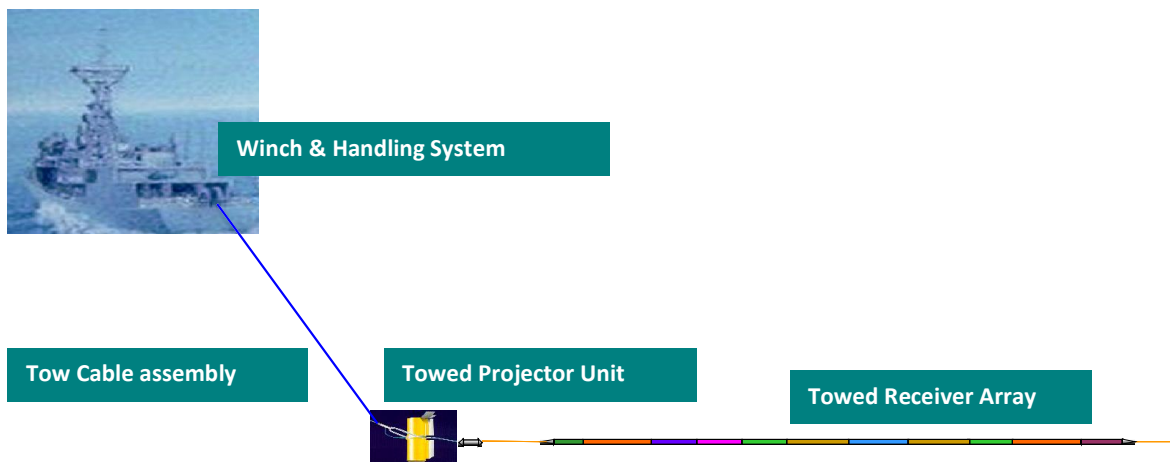 Winch & Handling System
Tow Cable assembly
Towed Projector Unit
Towed Receiver Array